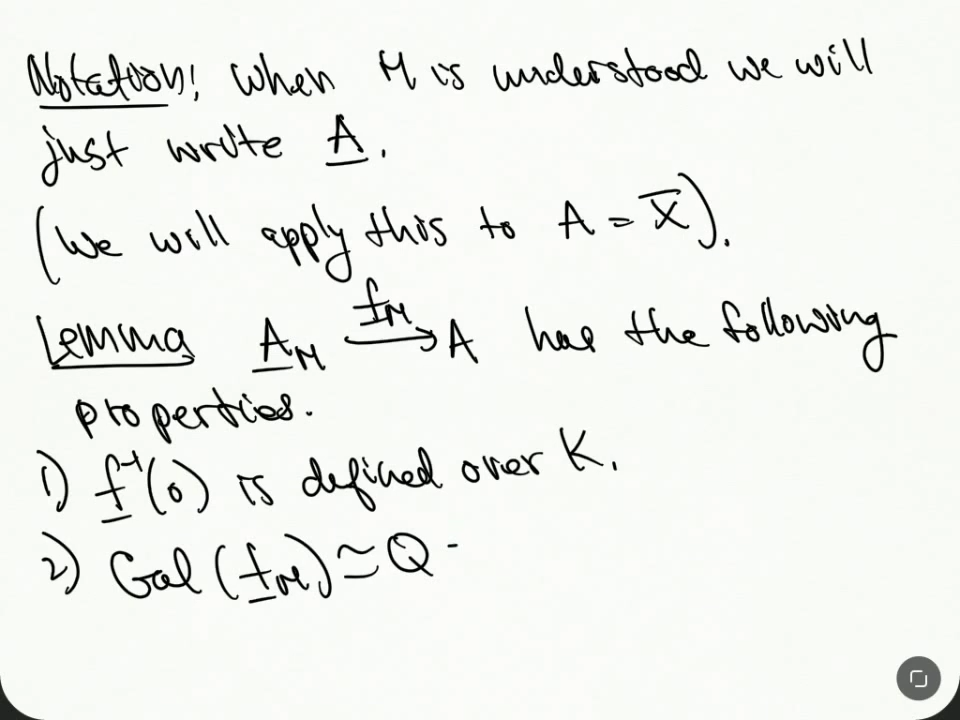 Notation: When M is understood we will
just write A.
(We will apply this to A = X̄).
Lemma A_M --f_M--> A has the following
properties.
1) f⁻¹(0) is defined over K.
2) Gal (f_M) ≃ Q -